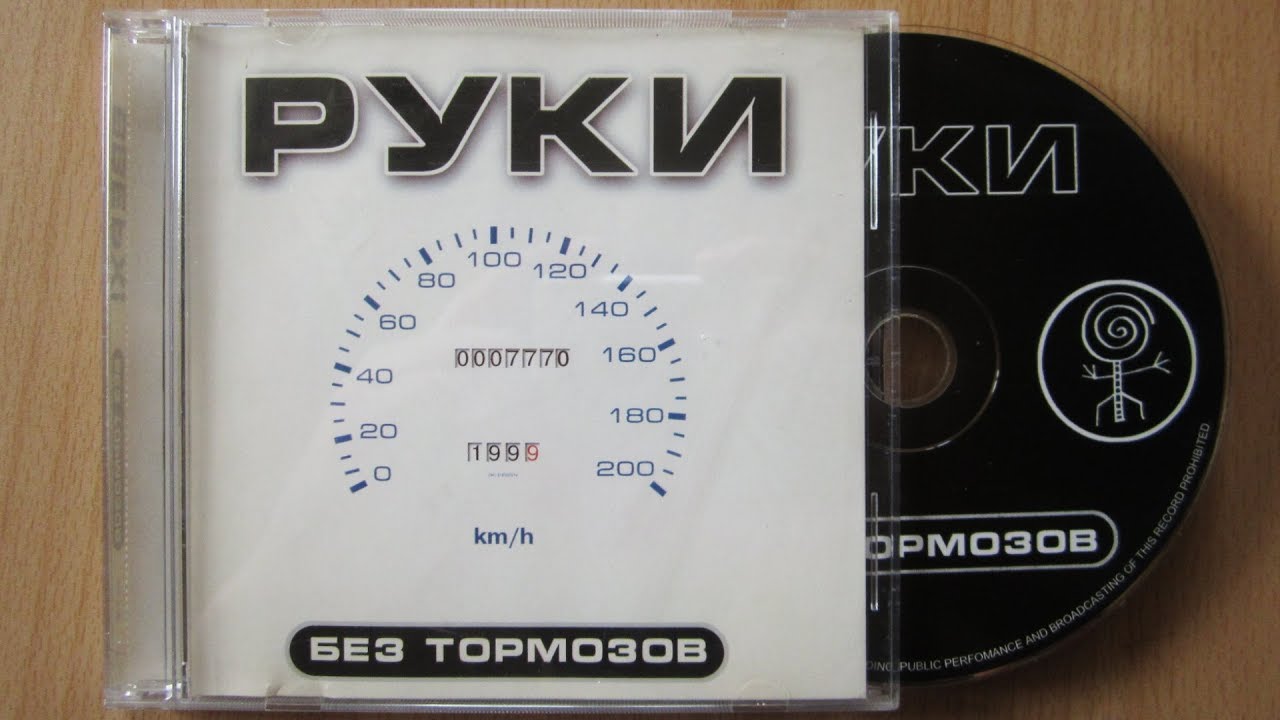 РУКИ
100
80
120
60
140
0007770
160
40
180
20
1999
200
0
km/h
БЕЗ ТОРМОЗОВ
УКИ
ОРМОЗОВ
DING, PUBLIC PERFOMANCE AND BROADCASTING OF THIS RECORD PROHIBITED